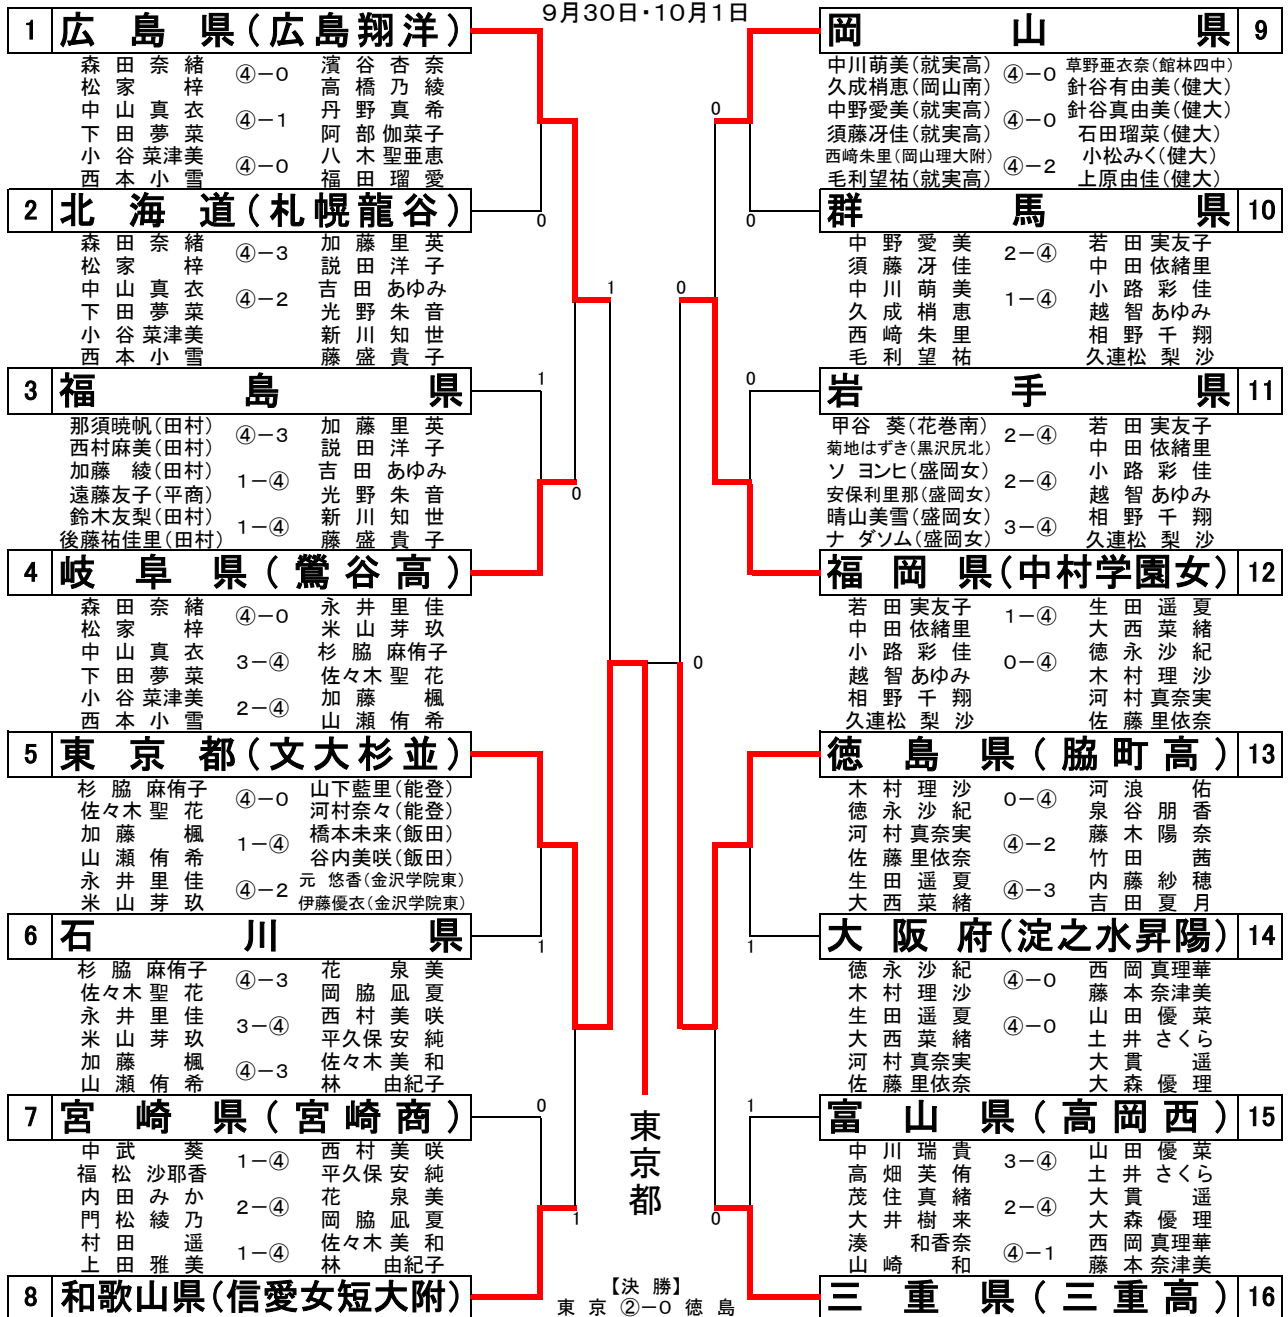 9月30日・10月1日
1 広島県(広島翔洋)
森田奈緒 ④－0 濱谷杏奈
松家梓 高橋乃綾
中山真衣 ④－1 丹野真希
下田夢菜 阿部伽菜子
小谷菜津美 ④－0 八木聖亜恵
西本小雪 福田瑠愛
2 北海道(札幌龍谷)
0
森田奈緒 ④－3 加藤里英
松家梓 説田洋子
中山真衣 ④－2 吉田あゆみ
下田夢菜 光野朱音
小谷菜津美 新川知世
西本小雪 藤盛貴子
1
3 福島県
1
那須暁帆(田村) ④－3 加藤里英
西村麻美(田村) 説田洋子
加藤綾(田村) 1－④ 吉田あゆみ
遠藤友子(平商) 光野朱音
鈴木友梨(田村) 1－④ 新川知世
後藤祐佳里(田村) 藤盛貴子
0
4 岐阜県(鶯谷高)
森田奈緒 ④－0 永井里佳
松家梓 米山芽玖
中山真衣 3－④ 杉脇麻侑子
下田夢菜 佐々木聖花
小谷菜津美 2－④ 加藤楓
西本小雪 山瀬侑希
5 東京都(文大杉並)
杉脇麻侑子 ④－0 山下藍里(能登)
佐々木聖花 河村奈々(能登)
加藤楓 1－④ 橋本未来(飯田)
山瀬侑希 谷内美咲(飯田)
永井里佳 ④－2 元悠香(金沢学院東)
米山芽玖 伊藤優衣(金沢学院東)
6 石川県
1
杉脇麻侑子 ④－3 花泉美
佐々木聖花 岡脇凪夏
永井里佳 3－④ 西村美咲
米山芽玖 平久保安純
加藤楓 ④－3 佐々木美和
山瀬侑希 林由紀子
7 宮崎県(宮崎商)
0
中武葵 1－④ 西村美咲
福松沙耶香 平久保安純
内田みか 2－④ 花泉美
門松綾乃 岡脇凪夏
村田遥 1－④ 佐々木美和
上田雅美 林由紀子
1
8 和歌山県(信愛女短大附)
岡山県 9
中川萌美(就実高) ④－0 草野亜衣奈(館林四中)
久成梢恵(岡山南) 針谷有由美(健大)
0
中野愛美(就実高) ④－0 針谷真由美(健大)
須藤冴佳(就実高) 石田瑠菜(健大)
西﨑朱里(岡山理大附) ④－2 小松みく(健大)
毛利望祐(就実高) 上原由佳(健大)
群馬県 10
0
中野愛美 2－④ 若田実友子
須藤冴佳 中田依緒里
中川萌美 1－④ 小路彩佳
久成梢恵 越智あゆみ
西﨑朱里 相野千翔
毛利望祐 久連松梨沙
0
岩手県 11
0
甲谷葵(花巻南) 2－④ 若田実友子
菊地はずき(黒沢尻北) 中田依緒里
ソ ヨンヒ(盛岡女) 2－④ 小路彩佳
安保利里那(盛岡女) 越智あゆみ
晴山美雪(盛岡女) 3－④ 相野千翔
ナ ダソム(盛岡女) 久連松梨沙
福岡県(中村学園女) 12
若田実友子 1－④ 生田遥夏
中田依緒里 大西菜緒
小路彩佳 0－④ 徳永沙紀
越智あゆみ 木村理沙
相野千翔 河村真奈実
久連松梨沙 佐藤里依奈
0
徳島県(脇町高) 13
木村理沙 0－④ 河浪佑
徳永沙紀 泉谷朋香
河村真奈実 ④－2 藤木陽奈
佐藤里依奈 竹田茜
生田遥夏 ④－3 内藤紗穂
大西菜緒 吉田夏月
大阪府(淀之水昇陽) 14
1
徳永沙紀 ④－0 西岡真理華
木村理沙 藤本奈津美
生田遥夏 ④－0 山田優菜
大西菜緒 土井さくら
河村真奈実 大貫遥
佐藤里依奈 大森優理
富山県(高岡西) 15
1
中川瑞貴 3－④ 山田優菜
高畑芙侑 土井さくら
茂住真緒 2－④ 大貫遥
大井樹来 大森優理
湊和香奈 ④－1 西岡真理華
山崎和 藤本奈津美
0
三重県(三重高) 16
東京都
【決勝】
東京 ②－0 徳島